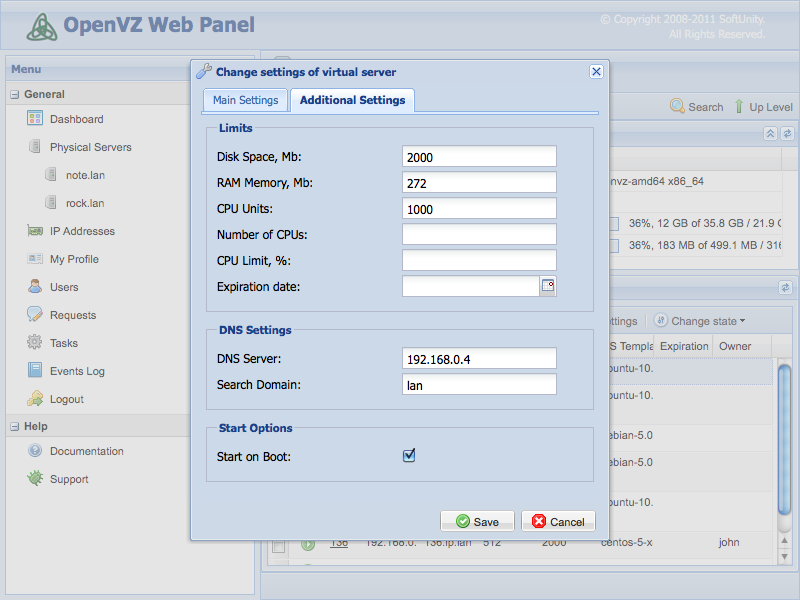 OpenVZ Web Panel
© Copyright 2008-2011 SoftUnity.
All Rights Reserved.
Menu
General
Dashboard
Physical Servers
note.lan
rock.lan
IP Addresses
My Profile
Users
Requests
Tasks
Events Log
Logout
Help
Documentation
Support
Change settings of virtual server
Main Settings
Additional Settings
Limits
Disk Space, Mb: 2000
RAM Memory, Mb: 272
CPU Units: 1000
Number of CPUs:
CPU Limit, %:
Expiration date:
DNS Settings
DNS Server: 192.168.0.4
Search Domain: lan
Start Options
Start on Boot:
Save Cancel
Search Up Level
nvz-amd64 x86_64
36%, 12 GB of 35.8 GB / 21.9
36%, 183 MB of 499.1 MB / 316
ttings Change state
S Templa Expiration Owner
buntu-10.
buntu-10.
ebian-5.0
ebian-5.0
buntu-10.
136 192.168.0. 136.ip.lan 512 2000 centos-5-x john